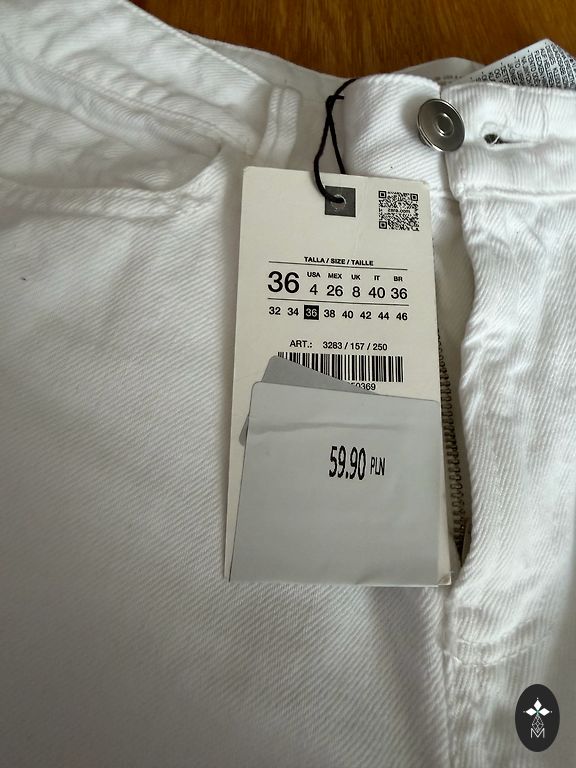 TALLA / SIZE / TAILLE
36 USA MEX UK IT BR
4 26 8 40 36
32 34 36 38 40 42 44 46
ART.: 3283 / 157 / 250
0369
59.90 PLN
M